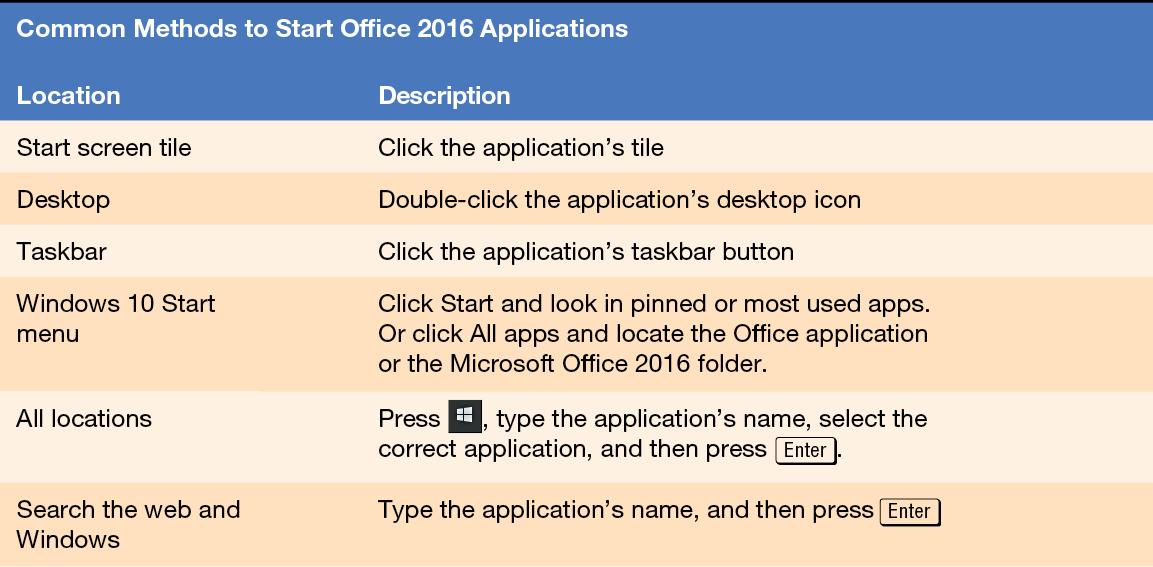 Common Methods to Start Office 2016 Applications
Location Description
Start screen tile Click the application’s tile
Desktop Double-click the application’s desktop icon
Taskbar Click the application’s taskbar button
Windows 10 Start
menu
Click Start and look in pinned or most used apps.
Or click All apps and locate the Office application
or the Microsoft Office 2016 folder.
All locations
Press , type the application’s name, select the
correct application, and then press Enter.
Search the web and
Windows
Type the application’s name, and then press Enter